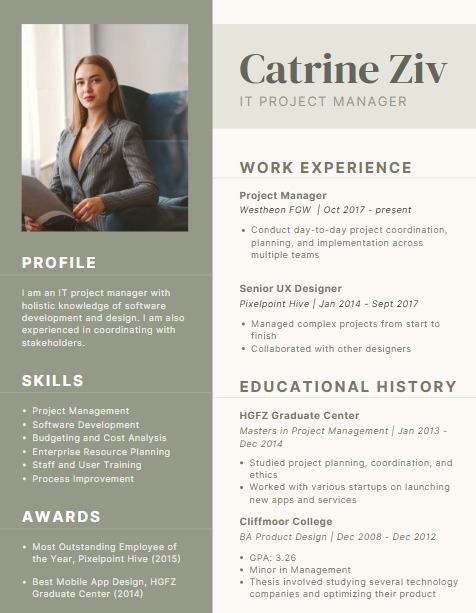 Catrine Ziv
IT PROJECT MANAGER
PROFILE
I am an IT project manager with
holistic knowledge of software
development and design. I am also
experienced in coordinating with
stakeholders.
SKILLS
• Project Management
• Software Development
• Budgeting and Cost Analysis
• Enterprise Resource Planning
• Staff and User Training
• Process Improvement
AWARDS
• Most Outstanding Employee of
the Year, Pixelpoint Hive (2015)
• Best Mobile App Design, HGFZ
Graduate Center (2014)
WORK EXPERIENCE
Project Manager
Westheon FGW | Oct 2017 - present
• Conduct day-to-day project coordination,
planning, and implementation across
multiple teams
Senior UX Designer
Pixelpoint Hive | Jan 2014 - Sept 2017
• Managed complex projects from start to
finish
• Collaborated with other designers
EDUCATIONAL HISTORY
HGFZ Graduate Center
Masters in Project Management | Jan 2013 -
Dec 2014
• Studied project planning, coordination, and
ethics
• Worked with various startups on launching
new apps and services
Cliffmoor College
BA Product Design | Dec 2008 - Dec 2012
• GPA: 3.26
• Minor in Management
• Thesis involved studying several technology
companies and optimizing their product